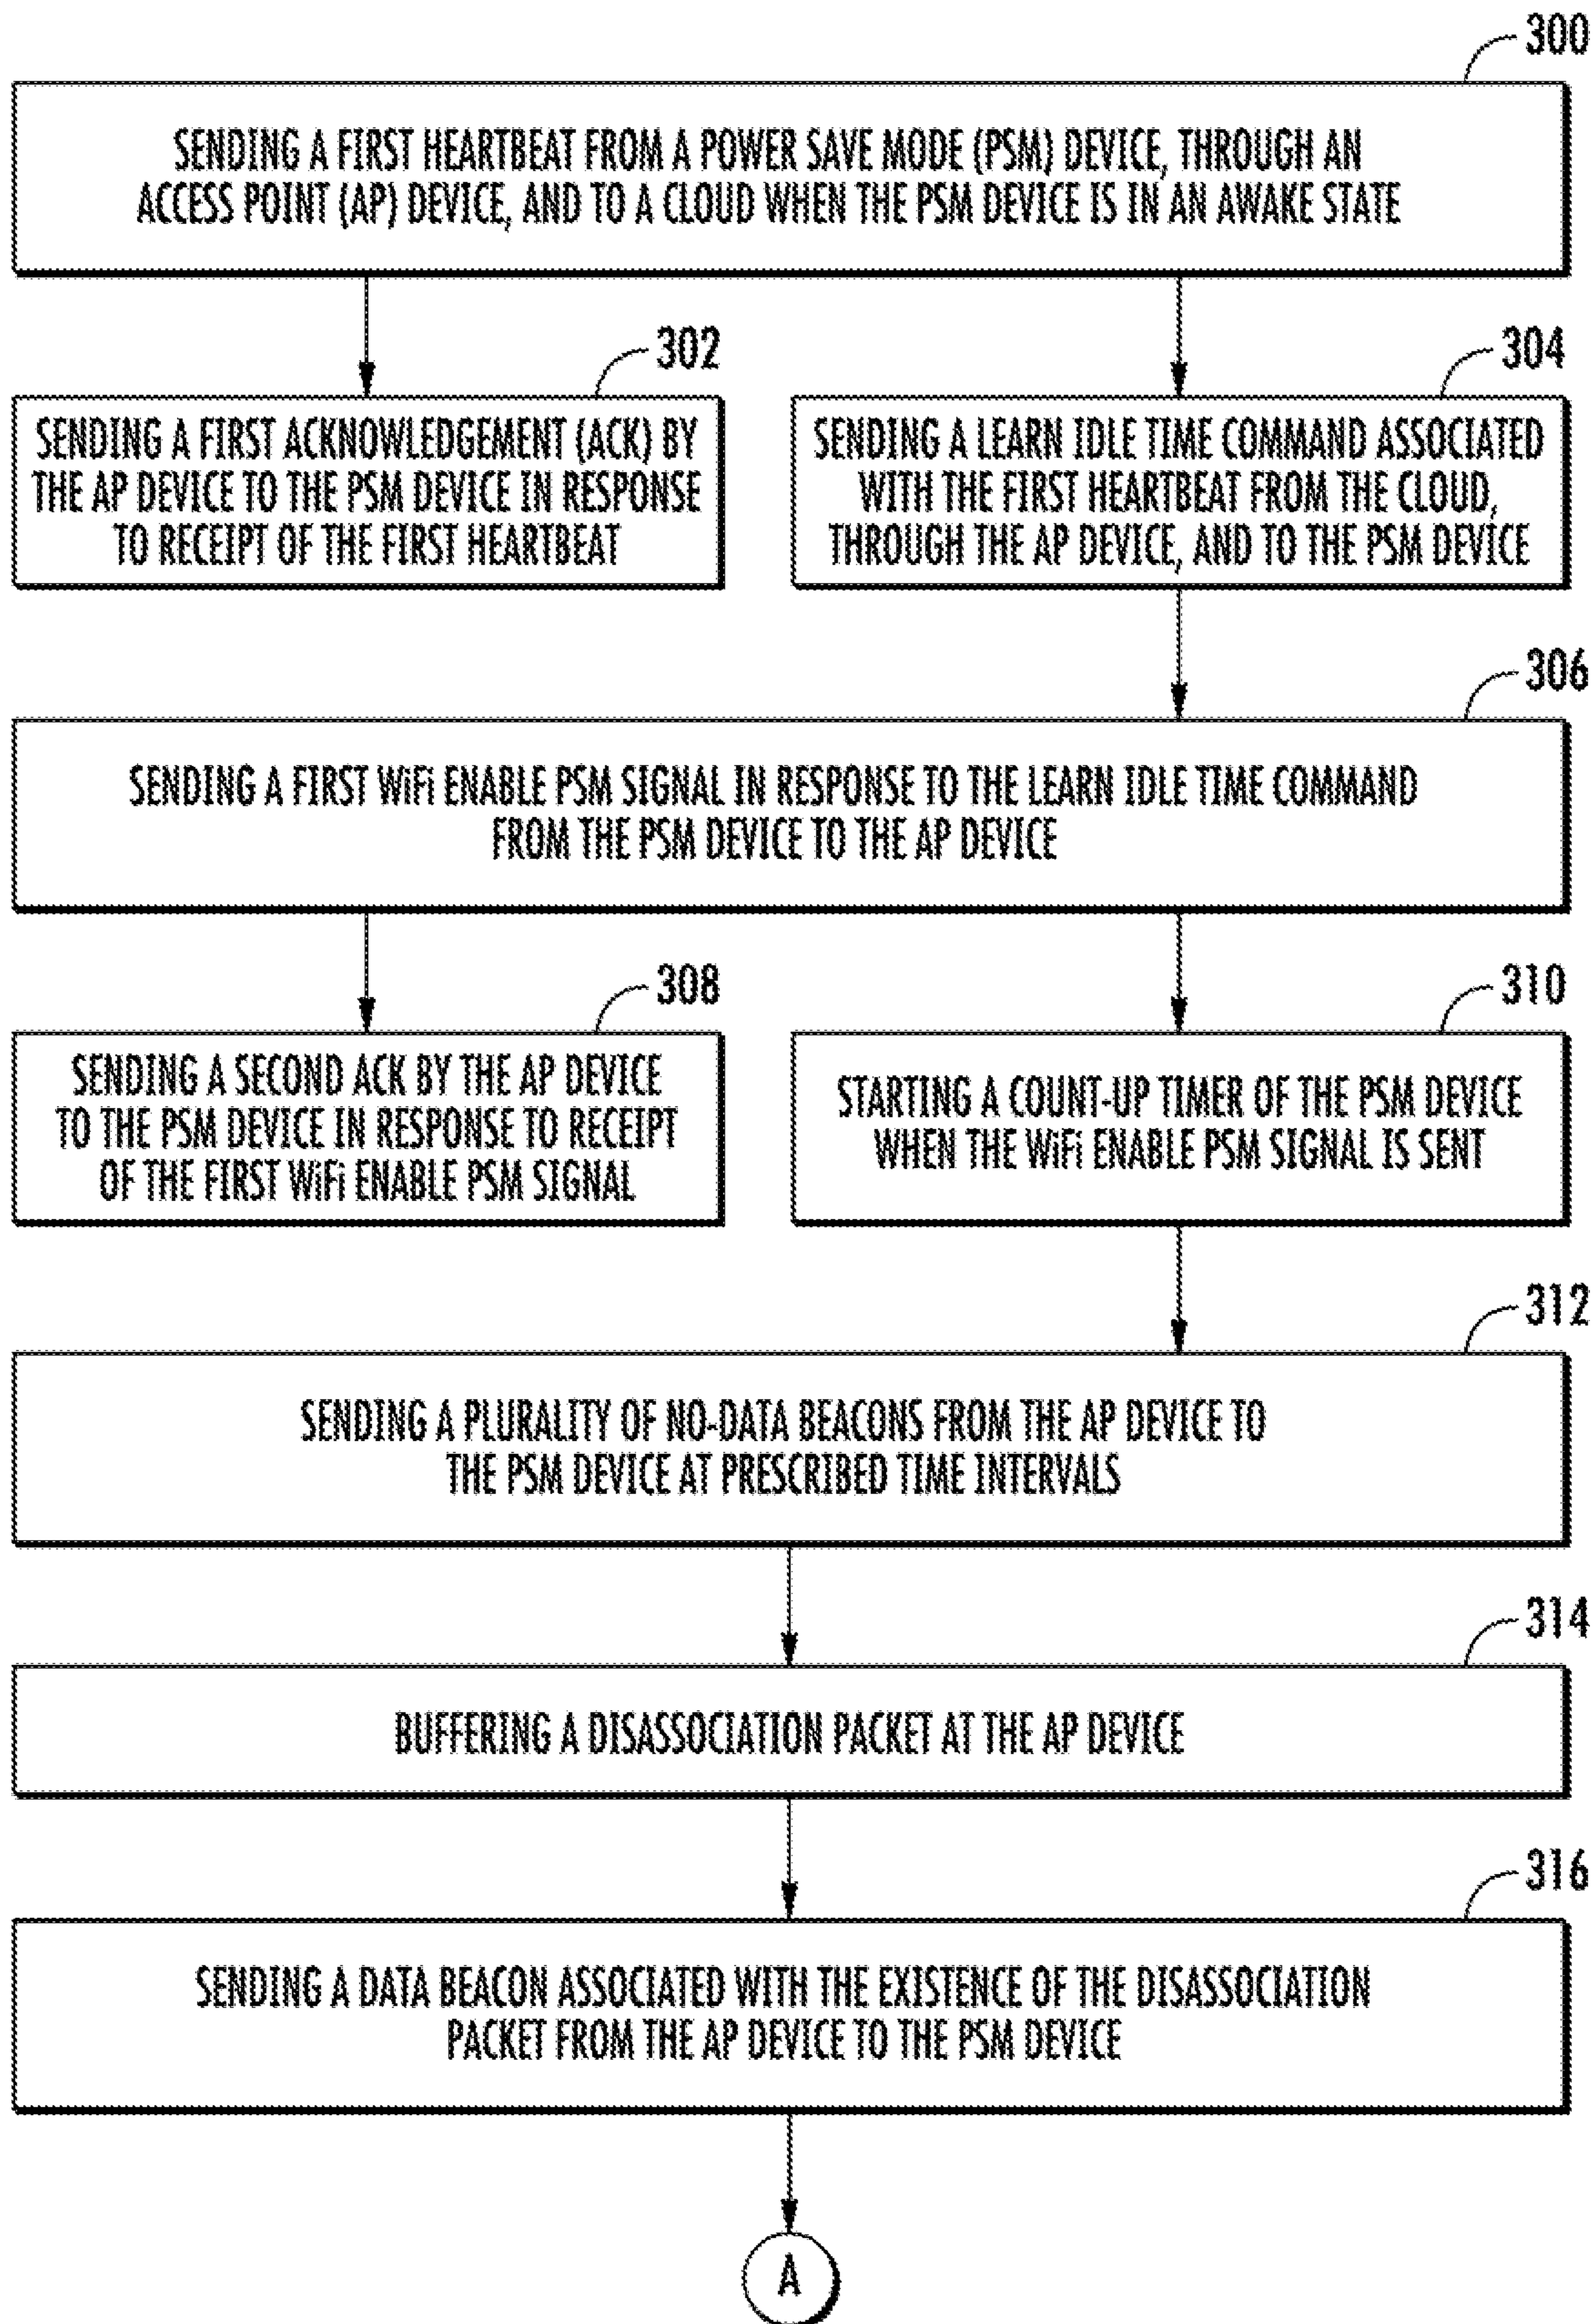 300
SENDING A FIRST HEARTBEAT FROM A POWER SAVE MODE (PSM) DEVICE, THROUGH AN
ACCESS POINT (AP) DEVICE, AND TO A CLOUD WHEN THE PSM DEVICE IS IN AN AWAKE STATE
302
SENDING A FIRST ACKNOWLEDGEMENT (ACK) BY
THE AP DEVICE TO THE PSM DEVICE IN RESPONSE
TO RECEIPT OF THE FIRST HEARTBEAT
304
SENDING A LEARN IDLE TIME COMMAND ASSOCIATED
WITH THE FIRST HEARTBEAT FROM THE CLOUD,
THROUGH THE AP DEVICE, AND TO THE PSM DEVICE
306
SENDING A FIRST WiFi ENABLE PSM SIGNAL IN RESPONSE TO THE LEARN IDLE TIME COMMAND
FROM THE PSM DEVICE TO THE AP DEVICE
308
SENDING A SECOND ACK BY THE AP DEVICE
TO THE PSM DEVICE IN RESPONSE TO RECEIPT
OF THE FIRST WiFi ENABLE PSM SIGNAL
310
STARTING A COUNT-UP TIMER OF THE PSM DEVICE
WHEN THE WiFi ENABLE PSM SIGNAL IS SENT
312
SENDING A PLURALITY OF NO-DATA BEACONS FROM THE AP DEVICE TO
THE PSM DEVICE AT PRESCRIBED TIME INTERVALS
314
BUFFERING A DISASSOCIATION PACKET AT THE AP DEVICE
316
SENDING A DATA BEACON ASSOCIATED WITH THE EXISTENCE OF THE DISASSOCIATION
PACKET FROM THE AP DEVICE TO THE PSM DEVICE
A